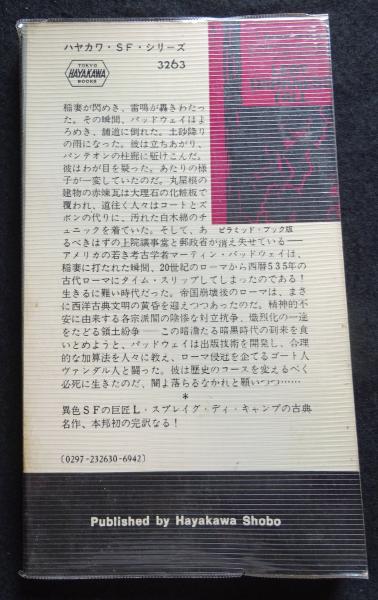 ハヤカワ・SF・シリーズ
TOKYO
HAYAKAWA
BOOKS
3263
稲妻が閃めき、雷鳴が轟きわたっ
た。その瞬間、パッドウェイはよ
ろめき、舗道に倒れた。土砂降り
の雨になった。彼は立ちあがり、
パンテオンの柱廊に駈けこんだ。
彼はわが目を疑った。あたりの様
子が一変していたのだ。丸屋根の
建物の赤煉瓦は大理石の化粧板で
覆われ、道往く人々はコートとズ
ボンの代りに、汚れた白木綿のチ
ュニックを着ていた。そして、あ
るべきはずの上院議事堂と郵政省が消え失せている――
ピラミッド・ブック版
アメリカの若き考古学者マーティン・パッドウェイは、
稲妻に打たれた瞬間、20世紀のローマから西暦535年の
古代ローマにタイム・スリップしてしまったのである！
生きるに難い時代だった。帝国崩壊後のローマは、まさ
に西洋古典文明の黄昏を迎えつつあったのだ。精神的不
安に由来する各宗派間の陰惨な対立抗争、熾烈化の一途
をたどる領土紛争――この暗澹たる暗黒時代の到来を食
いとめようと、パッドウェイは出版技術を開発し、合理
的な加算法を人々に教え、ローマ侵冦を企てるゴート人
ヴァンダル人と闘った。彼は歴史のコースを変えるべく
必死に生きたのだ、闇よ落ちるなかれと願いつつ……
*
異色SFの巨匠L・スプレイグ・ディ・キャンプの古典
名作、本邦初の完訳なる！
〔0297-232630-6942〕
Published by Hayakawa Shobo